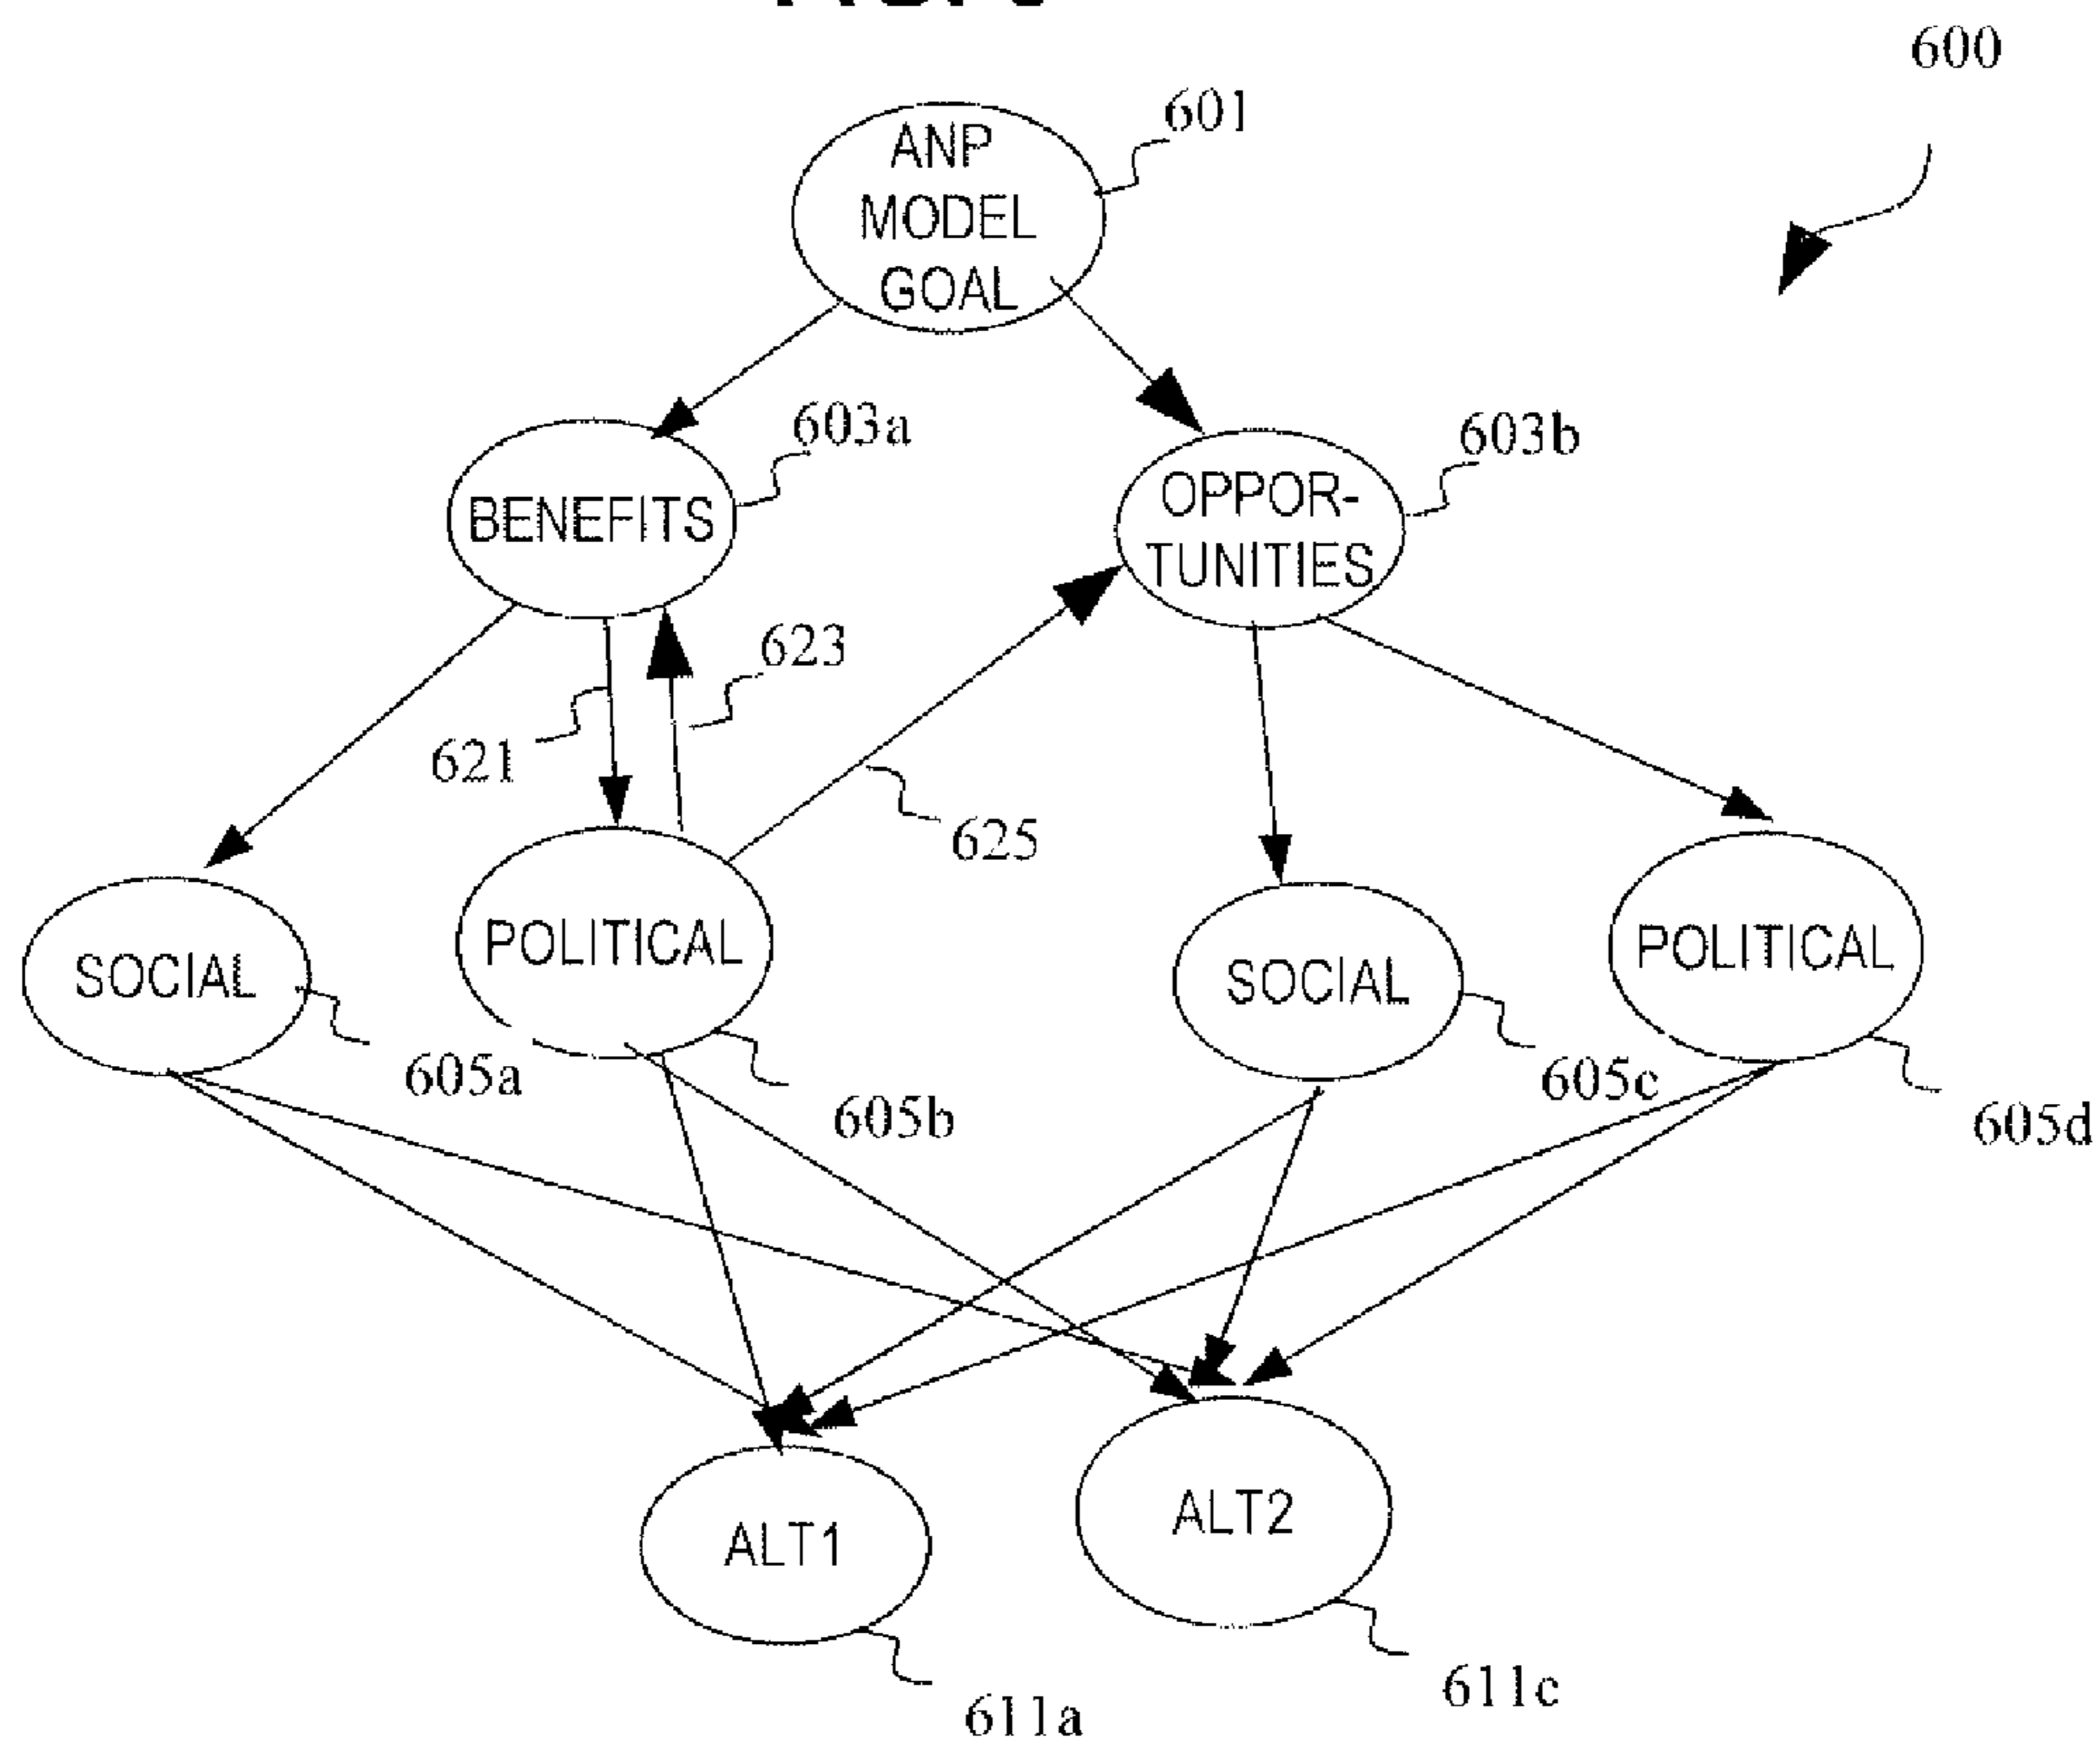 600
601
ANP
MODEL
GOAL
603a
603b
BENEFITS
OPPOR-
TUNITIES
623
621
625
SOCIAL
POLITICAL
SOCIAL
POLITICAL
605a
605b
605c
605d
ALT1
ALT2
611a
611c